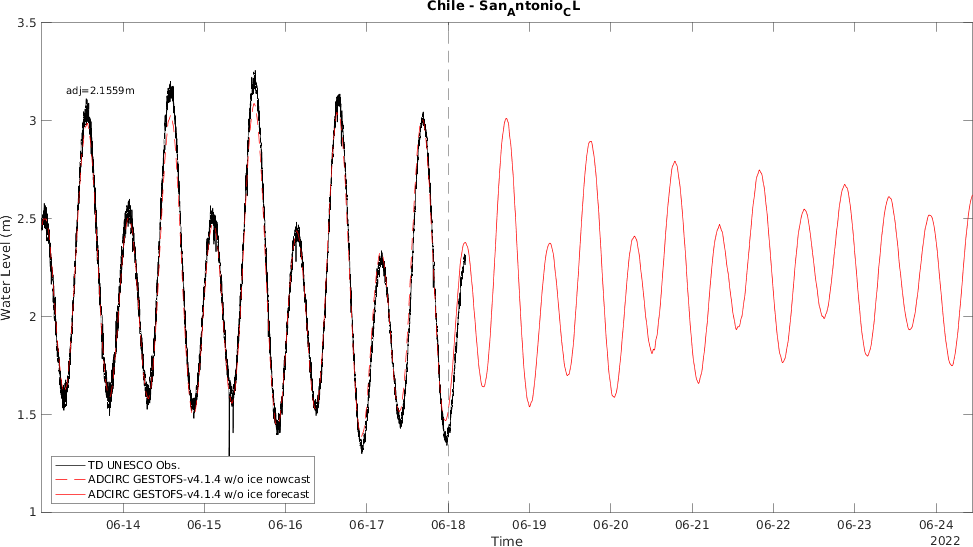 Chile - San_Antonio_CL
3.5
adj=2.1559m
3
2.5
Water Level (m)
2
1.5
TD UNESCO Obs.
ADCIRC GESTOFS-v4.1.4 w/o ice nowcast
ADCIRC GESTOFS-v4.1.4 w/o ice forecast
1
06-14 06-15 06-16 06-17 06-18 06-19 06-20 06-21 06-22 06-23 06-24
Time 2022